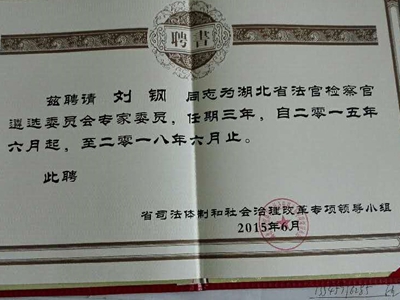 聘書
兹聘请 刘钢 同志为湖北省法官检察官
遴选委员会专家委员，任期三年，自二零一五年
六月起，至二零一八年六月止。
此聘
省司法体制和社会治理改革专项领导小组
2015年6月